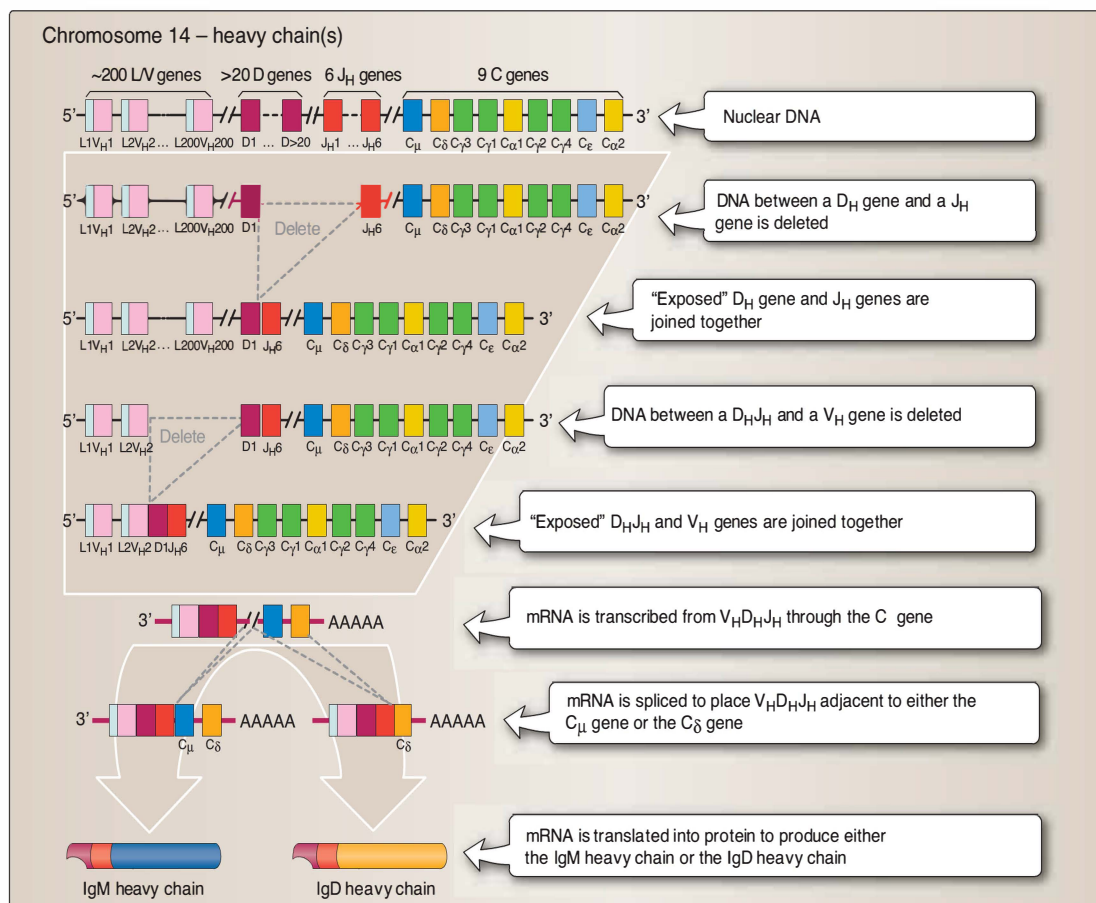 Chromosome 14 – heavy chain(s)
~200 L/V genes >20 D genes 6 JH genes 9 C genes
5’ 3’
L1VH1 L2VH2... L200VH200 D1 ... D>20 JH1 ... JH6 Cμ Cδ Cγ3 Cγ1 Cα1 Cγ2 Cγ4 Cε Cα2
Nuclear DNA
5’ 3’
Delete
L1VH1 L2VH2... L200VH200 D1 JH6 Cμ Cδ Cγ3 Cγ1 Cα1 Cγ2 Cγ4 Cε Cα2
DNA between a DH gene and a JH
gene is deleted
5’ 3’
L1VH1 L2VH2... L200VH200 D1 JH6 Cμ Cδ Cγ3 Cγ1 Cα1 Cγ2 Cγ4 Cε Cα2
“Exposed” DH gene and JH genes are
joined together
5’ 3’
Delete
L1VH1 L2VH2 D1 JH6 Cμ Cδ Cγ3 Cγ1 Cα1 Cγ2 Cγ4 Cε Cα2
DNA between a DHJH and a VH gene is deleted
5’ 3’
L1VH1 L2VH2 D1JH6 Cμ Cδ Cγ3 Cγ1 Cα1 Cγ2 Cγ4 Cε Cα2
“Exposed” DHJH and VH genes are joined together
3’ AAAAA
mRNA is transcribed from VHDHJH through the C gene
3’ AAAAA AAAAA
Cμ Cδ Cδ
mRNA is spliced to place VHDHJH adjacent to either the
Cμ gene or the Cδ gene
IgM heavy chain IgD heavy chain
mRNA is translated into protein to produce either
the IgM heavy chain or the IgD heavy chain